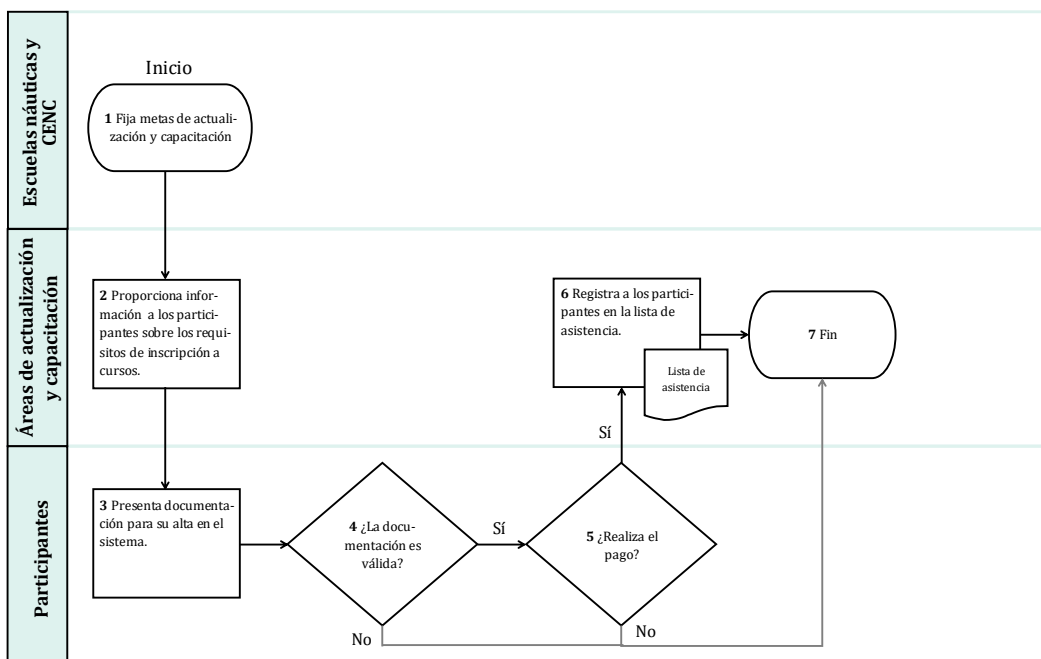 Escuelas náuticas y
CENC
Inicio
1 Fija metas de actuali-
zación y capacitación
Áreas de actualización
y capacitación
2 Proporciona infor-
mación a los partici-
pantes sobre los requi-
sitos de inscripción a
cursos.
6 Registra a los partici-
pantes en la lista de
asistencia.
Lista de
asistencia
7 Fin
Participantes
3 Presenta documenta-
ción para su alta en el
sistema.
4 ¿La docu-
mentación es
válida?
Sí
No
5 ¿Realiza el
pago?
Sí
No